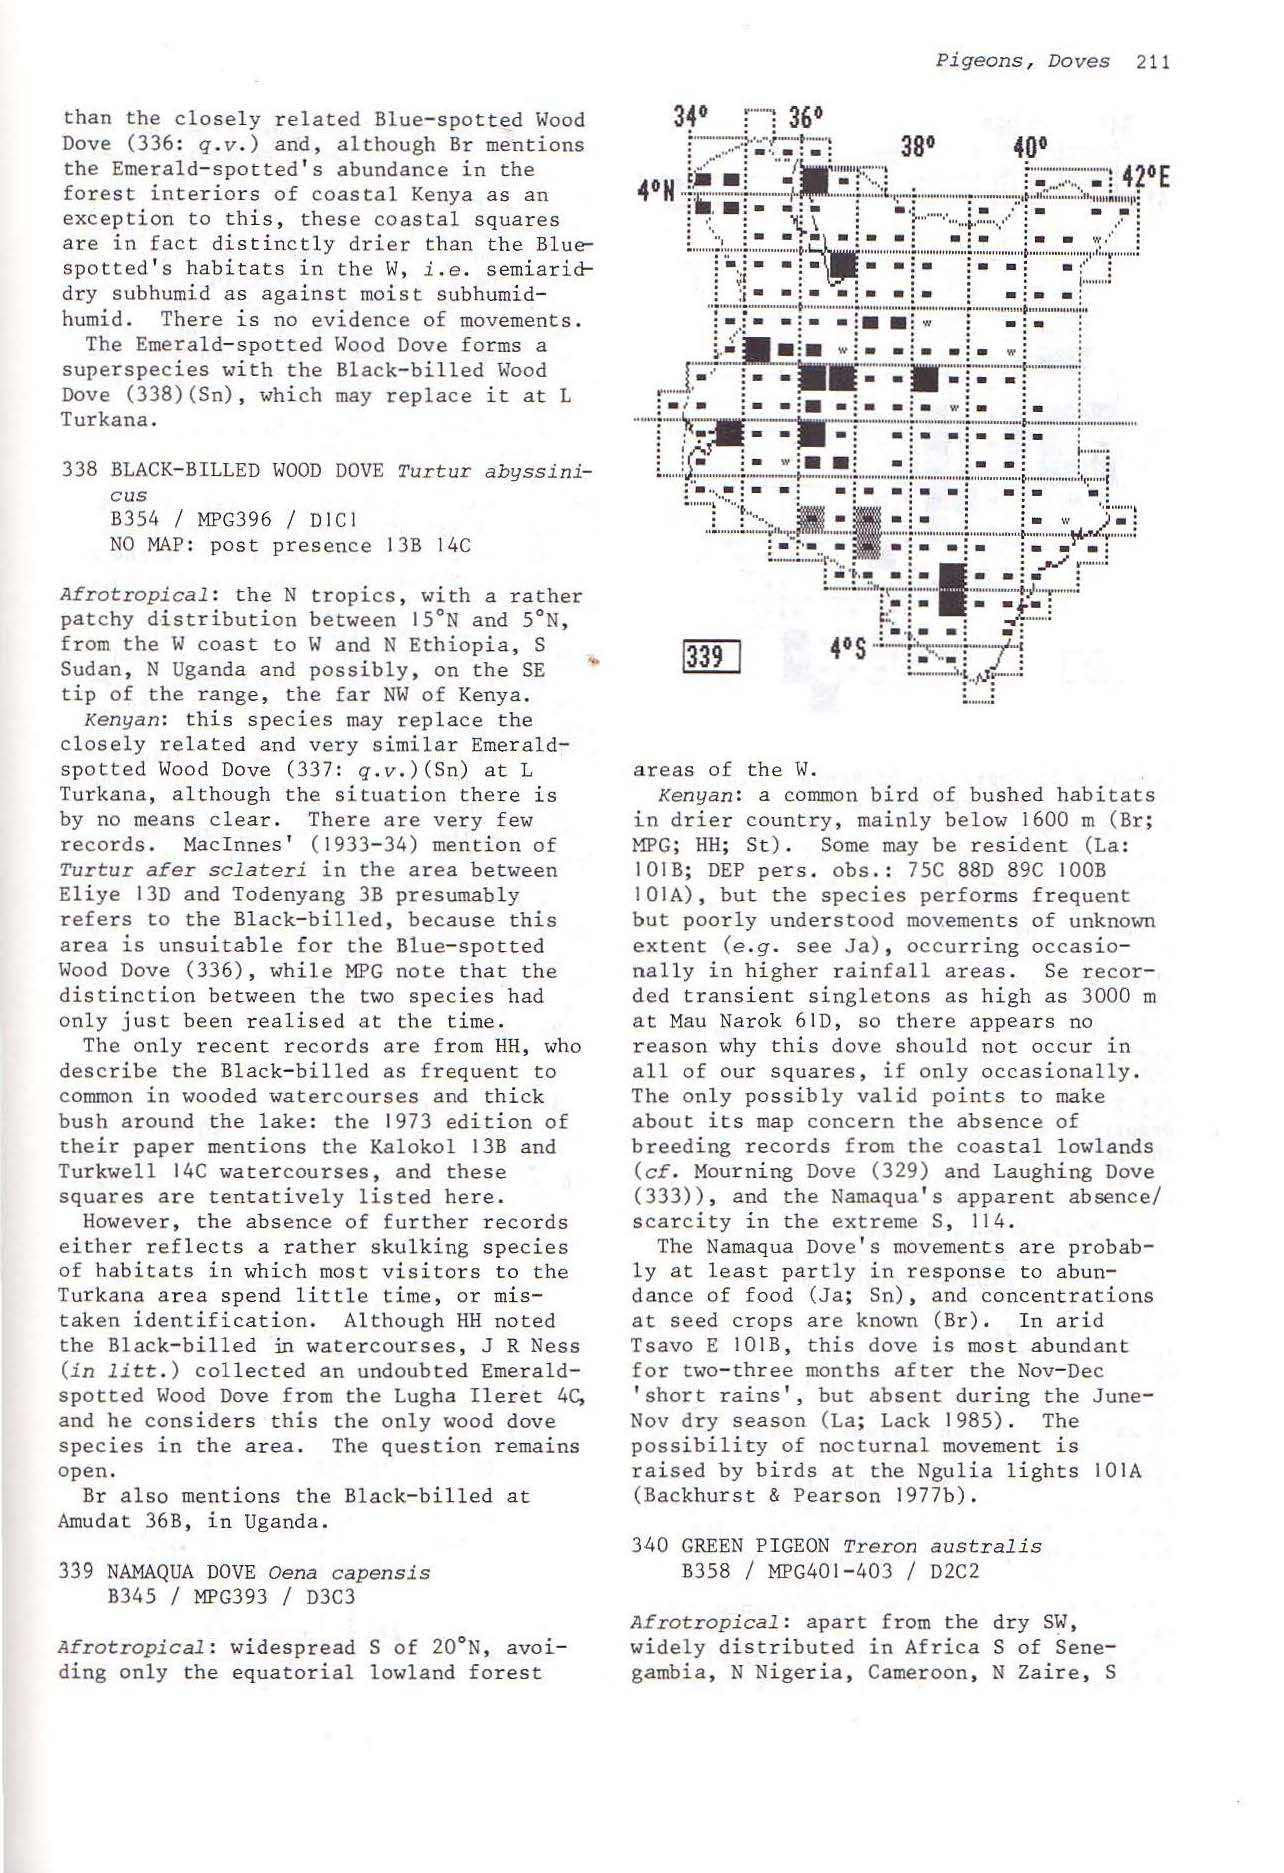 Pigeons, Doves 211
than the closely related Blue-spotted Wood
Dove (336: q.v.) and, although Br mentions
the Emerald-spotted's abundance in the
forest interiors of coastal Kenya as an
exception to this, these coastal squares
are in fact distinctly drier than the Blue-
spotted's habitats in the W, i.e. semiarid-
dry subhumid as against moist subhumid-
humid. There is no evidence of movements.
The Emerald-spotted Wood Dove forms a
superspecies with the Black-billed Wood
Dove (338)(Sn), which may replace it at L
Turkana.
338 BLACK-BILLED WOOD DOVE Turtur abyssini-
cus
B354 / MPG396 / D1C1
NO MAP: post presence 13B 14C
Afrotropical: the N tropics, with a rather
patchy distribution between 15°N and 5°N,
from the W coast to W and N Ethiopia, S
Sudan, N Uganda and possibly, on the SE
tip of the range, the far NW of Kenya.
Kenyan: this species may replace the
closely related and very similar Emerald-
spotted Wood Dove (337: q.v.)(Sn) at L
Turkana, although the situation there is
by no means clear. There are very few
records. MacInnes' (1933-34) mention of
Turtur afer sclateri in the area between
Eliye 13D and Todenyang 3B presumably
refers to the Black-billed, because this
area is unsuitable for the Blue-spotted
Wood Dove (336), while MPG note that the
distinction between the two species had
only just been realised at the time.
The only recent records are from HH, who
describe the Black-billed as frequent to
common in wooded watercourses and thick
bush around the lake: the 1973 edition of
their paper mentions the Kalokol 13B and
Turkwell 14C watercourses, and these
squares are tentatively listed here.
However, the absence of further records
either reflects a rather skulking species
of habitats in which most visitors to the
Turkana area spend little time, or mis-
taken identification. Although HH noted
the Black-billed in watercourses, J R Ness
(in litt.) collected an undoubted Emerald-
spotted Wood Dove from the Lugha Ileret 4C,
and he considers this the only wood dove
species in the area. The question remains
open.
Br also mentions the Black-billed at
Amudat 36B, in Uganda.
339 NAMAQUA DOVE Oena capensis
B345 / MPG393 / D3C3
Afrotropical: widespread S of 20°N, avoi-
ding only the equatorial lowland forest
34° 36°
38° 40°
4°N 42°E
339
4°S
areas of the W.
Kenyan: a common bird of bushed habitats
in drier country, mainly below 1600 m (Br;
MPG; HH; St). Some may be resident (La:
101B; DEP pers. obs.: 75C 88D 89C 100B
101A), but the species performs frequent
but poorly understood movements of unknown
extent (e.g. see Ja), occurring occasio-
nally in higher rainfall areas. Se recor-
ded transient singletons as high as 3000 m
at Mau Narok 61D, so there appears no
reason why this dove should not occur in
all of our squares, if only occasionally.
The only possibly valid points to make
about its map concern the absence of
breeding records from the coastal lowlands
(cf. Mourning Dove (329) and Laughing Dove
(333)), and the Namaqua's apparent absence/
scarcity in the extreme S, 114.
The Namaqua Dove's movements are probab-
ly at least partly in response to abun-
dance of food (Ja; Sn), and concentrations
at seed crops are known (Br). In arid
Tsavo E 101B, this dove is most abundant
for two-three months after the Nov-Dec
'short rains', but absent during the June-
Nov dry season (La; Lack 1985). The
possibility of nocturnal movement is
raised by birds at the Ngulia lights 101A
(Backhurst & Pearson 1977b).
340 GREEN PIGEON Treron australis
B358 / MPG401-403 / D2C2
Afrotropical: apart from the dry SW,
widely distributed in Africa S of Sene-
gambia, N Nigeria, Cameroon, N Zaire, S